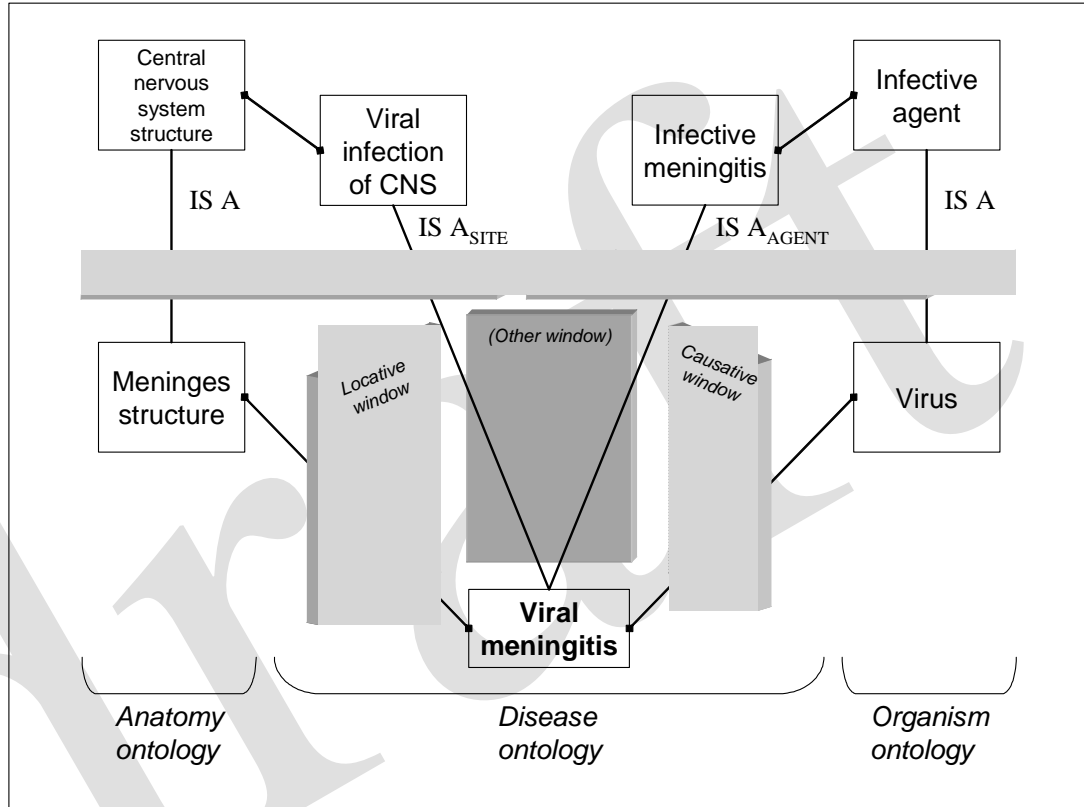 Central
nervous
system
structure
Viral
infection
of CNS
Infective
meningitis
Infective
agent
IS A
IS A_SITE
IS A_AGENT
IS A
Meninges
structure
Locative
window
(Other window)
Causative
window
Virus
Viral
meningitis
Anatomy
ontology
Disease
ontology
Organism
ontology
Draft